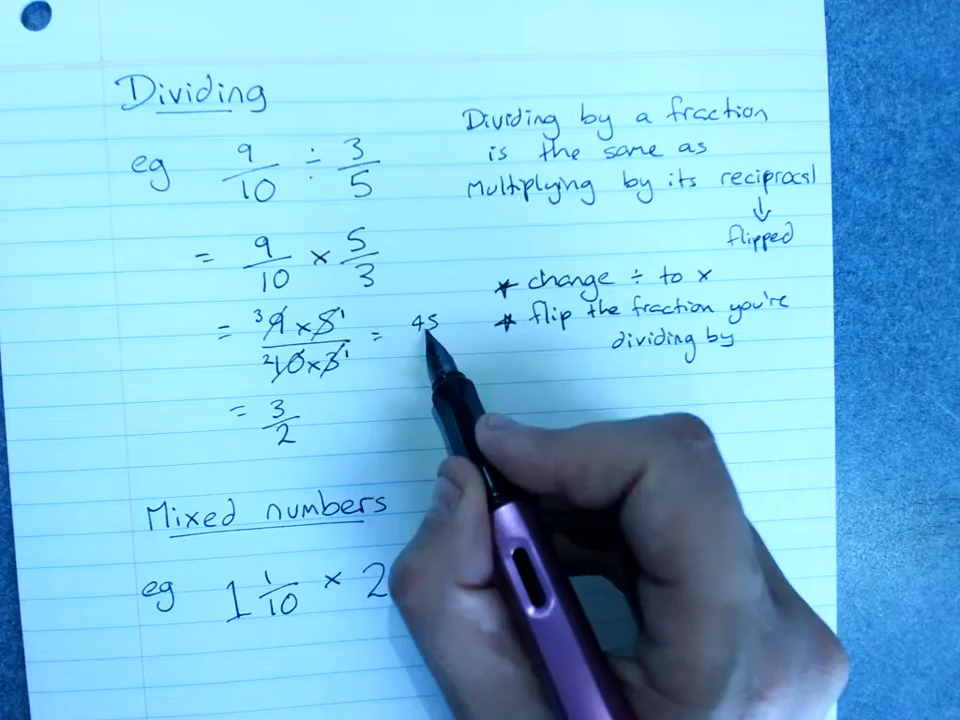 Dividing
eg 9/10 ÷ 3/5
= 9/10 × 5/3
= ³9 × 5¹ / ²10 × 3¹ = 45
= 3/2
Dividing by a fraction
is the same as
multiplying by its reciprocal
↓
flipped
* change ÷ to ×
* flip the fraction you're
dividing by
Mixed numbers
eg 1 1/10 × 2